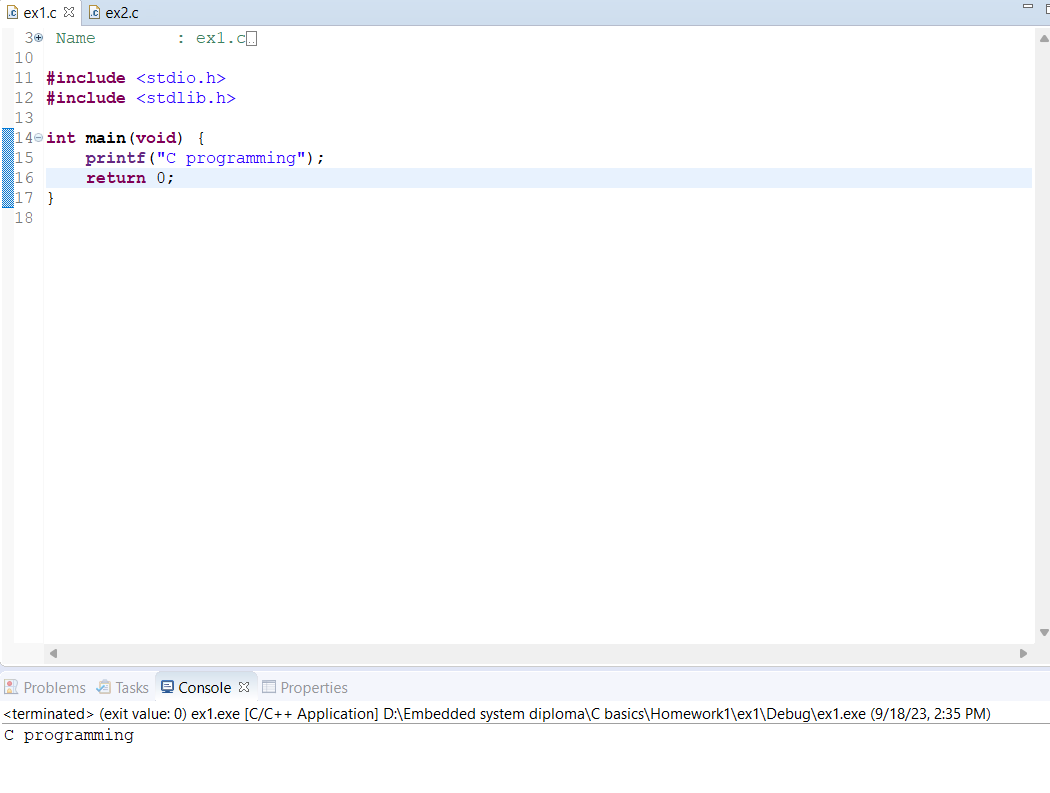 ex1.c ex2.c
3 Name : ex1.c..
10
11 #include <stdio.h>
12 #include <stdlib.h>
13
14 int main(void) {
15 printf("C programming");
16 return 0;
17 }
18
Problems Tasks Console Properties
<terminated> (exit value: 0) ex1.exe [C/C++ Application] D:\Embedded system diploma\C basics\Homework1\ex1\Debug\ex1.exe (9/18/23, 2:35 PM)
C programming